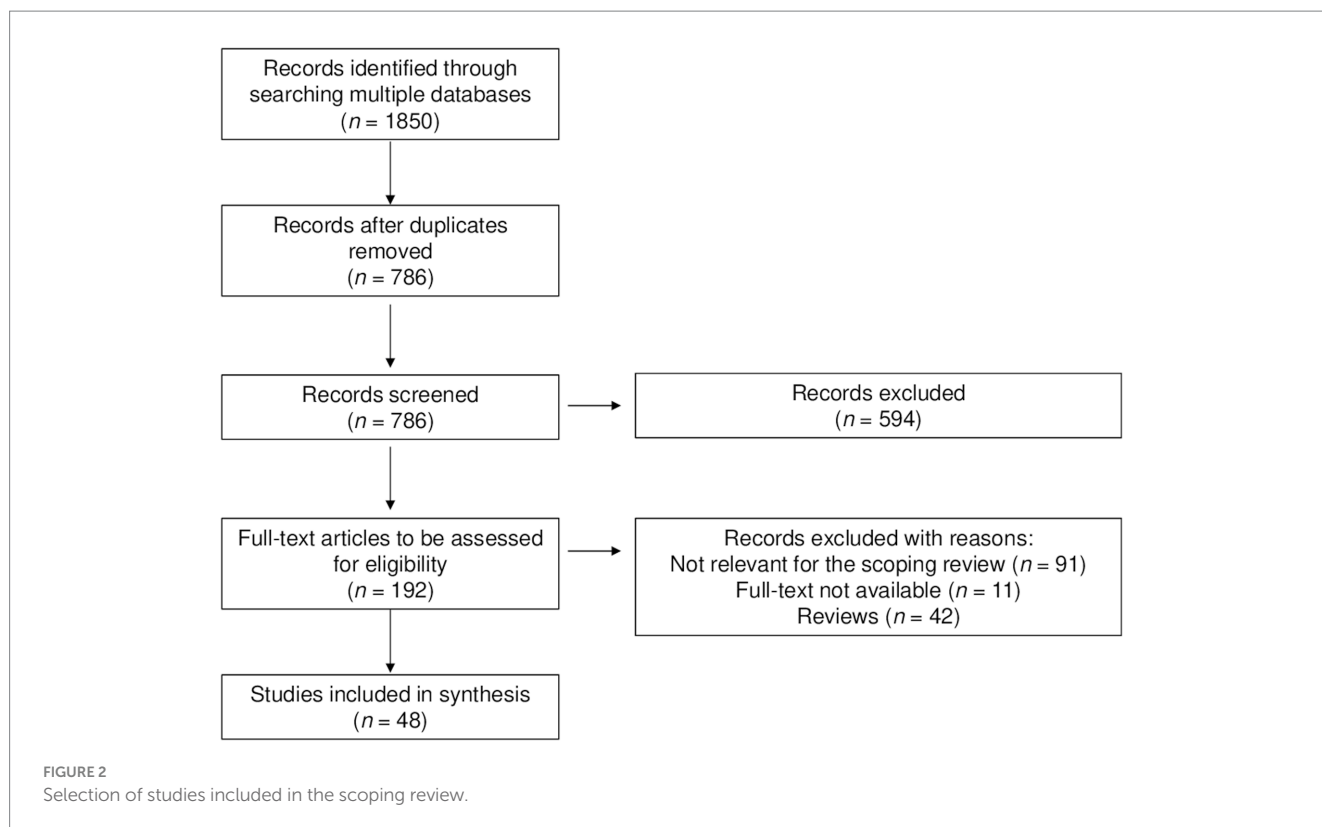 Records identified through
searching multiple databases
(n = 1850)
Records after duplicates
removed
(n = 786)
Records screened
(n = 786)
Records excluded
(n = 594)
Full-text articles to be assessed
for eligibility
(n = 192)
Records excluded with reasons:
Not relevant for the scoping review (n = 91)
Full-text not available (n = 11)
Reviews (n = 42)
Studies included in synthesis
(n = 48)
FIGURE 2
Selection of studies included in the scoping review.